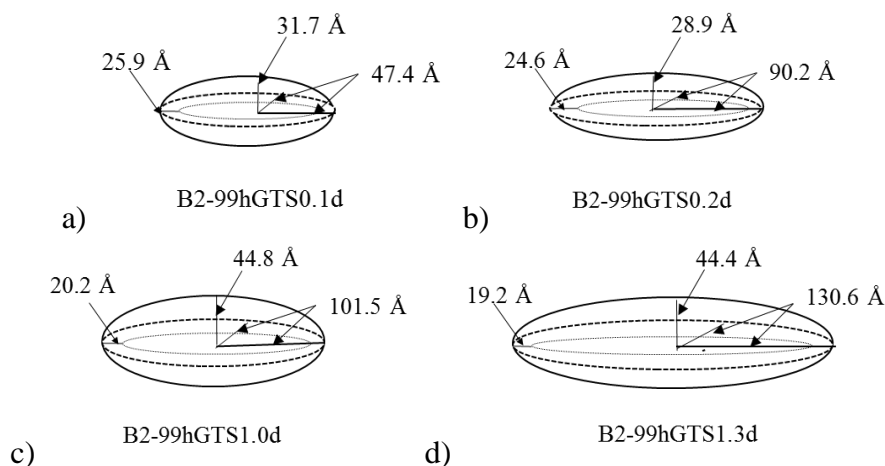 31.7 Å
25.9 Å
47.4 Å
B2-99hGTS0.1d
a)
28.9 Å
24.6 Å
90.2 Å
B2-99hGTS0.2d
b)
44.8 Å
20.2 Å
101.5 Å
B2-99hGTS1.0d
c)
44.4 Å
19.2 Å
130.6 Å
B2-99hGTS1.3d
d)